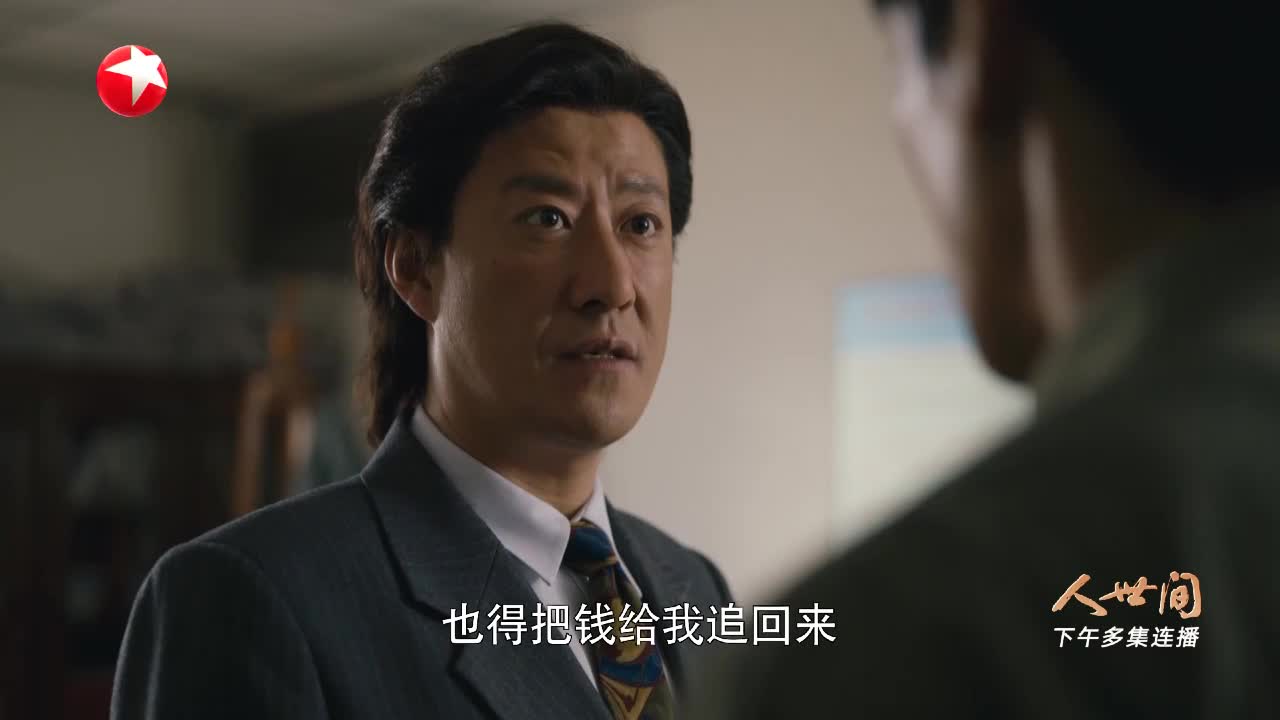 也得把钱给我追回来
人世间
下午多集连播